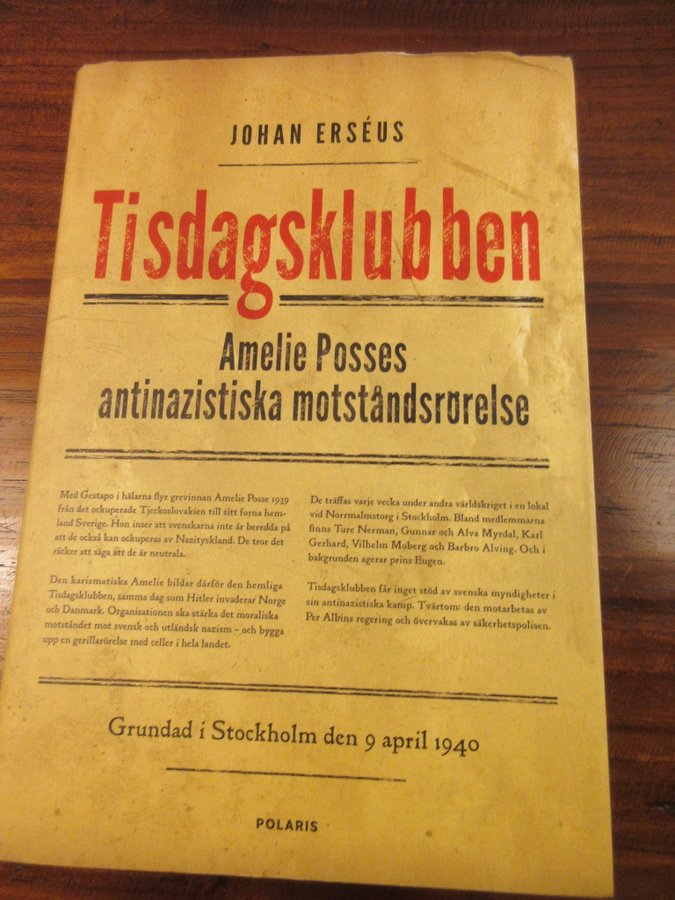 JOHAN ERSÉUS
Tisdagsklubben
Amelie Posses
antinazistiska motståndsrörelse
Med Gestapo i hälarna flyr grevinnan Amelie Posse 1939
från det ockuperade Tjeckoslovakien till sitt forna hem-
land Sverige. Hon inser att svenskarna inte är beredda på
att de också kan ockuperas av Nazityskland. De tror det
räcker att säga att de är neutrala.
Den karismatiska Amelie bildar därför den hemliga
Tisdagsklubben, samma dag som Hitler invaderar Norge
och Danmark. Organisationen ska stärka det moraliska
motståndet mot svensk och utländsk nazism – och bygga
upp en gerillarörelse med celler i hela landet.
De träffas varje vecka under andra världskriget i en lokal
vid Norrmalmstorg i Stockholm. Bland medlemmarna
finns Ture Nerman, Gunnar och Alva Myrdal, Karl
Gerhard, Vilhelm Moberg och Barbro Alving. Och i
bakgrunden agerar prins Eugen.
Tisdagsklubben får inget stöd av svenska myndigheter i
sin antinazistiska kamp. Tvärtom: den motarbetas av
Per Albins regering och övervakas av säkerhetspolisen.
Grundad i Stockholm den 9 april 1940
POLARIS